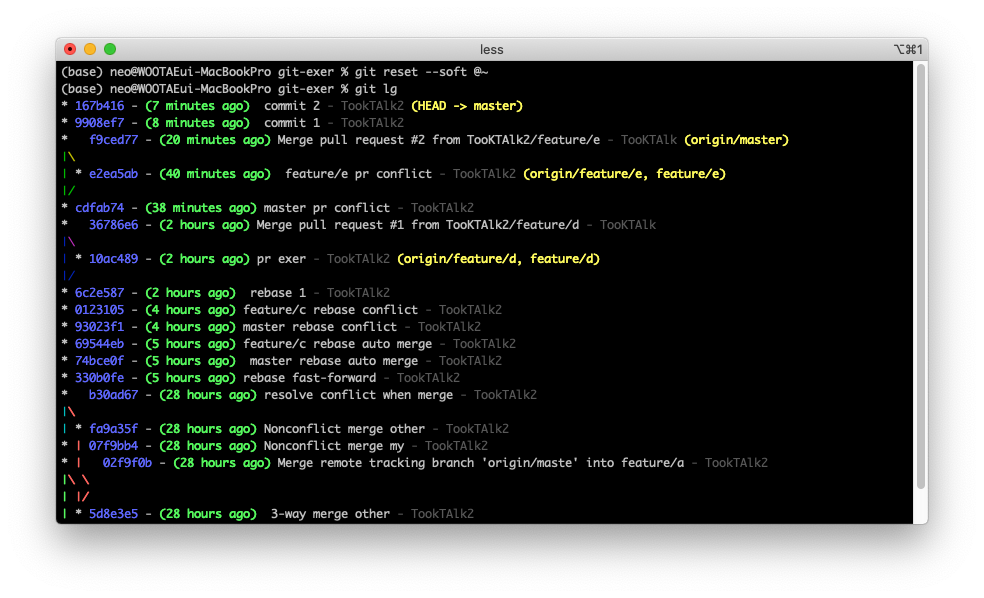 less
⌥⌘1
(base) neo@WOOTAEui-MacBookPro git-exer % git reset --soft @~
(base) neo@WOOTAEui-MacBookPro git-exer % git lg
* 167b416 - (7 minutes ago)  commit 2 - TookTAlk2 (HEAD -> master)
* 9908ef7 - (8 minutes ago)  commit 1 - TookTAlk2
*   f9ced77 - (20 minutes ago) Merge pull request #2 from TooKTAlk2/feature/e - TooKTAlk (origin/master)
|\
| * e2ea5ab - (40 minutes ago)  feature/e pr conflict - TookTAlk2 (origin/feature/e, feature/e)
|/
* cdfab74 - (38 minutes ago) master pr conflict - TookTAlk2
*   36786e6 - (2 hours ago) Merge pull request #1 from TooKTAlk2/feature/d - TooKTAlk
|\
| * 10ac489 - (2 hours ago) pr exer - TookTAlk2 (origin/feature/d, feature/d)
|/
* 6c2e587 - (2 hours ago)  rebase 1 - TookTAlk2
* 0123105 - (4 hours ago) feature/c rebase conflict - TookTAlk2
* 93023f1 - (4 hours ago) master rebase conflict - TookTAlk2
* 69544eb - (5 hours ago) feature/c rebase auto merge - TookTAlk2
* 74bce0f - (5 hours ago)  master rebase auto merge - TookTAlk2
* 330b0fe - (5 hours ago) rebase fast-forward - TookTAlk2
*   b30ad67 - (28 hours ago) resolve conflict when merge - TookTAlk2
|\
| * fa9a35f - (28 hours ago) Nonconflict merge other - TookTAlk2
* | 07f9bb4 - (28 hours ago) Nonconflict merge my - TookTAlk2
* |   02f9f0b - (28 hours ago) Merge remote tracking branch 'origin/maste' into feature/a - TookTAlk2
|\ \
| |/
| * 5d8e3e5 - (28 hours ago)  3-way merge other - TookTAlk2